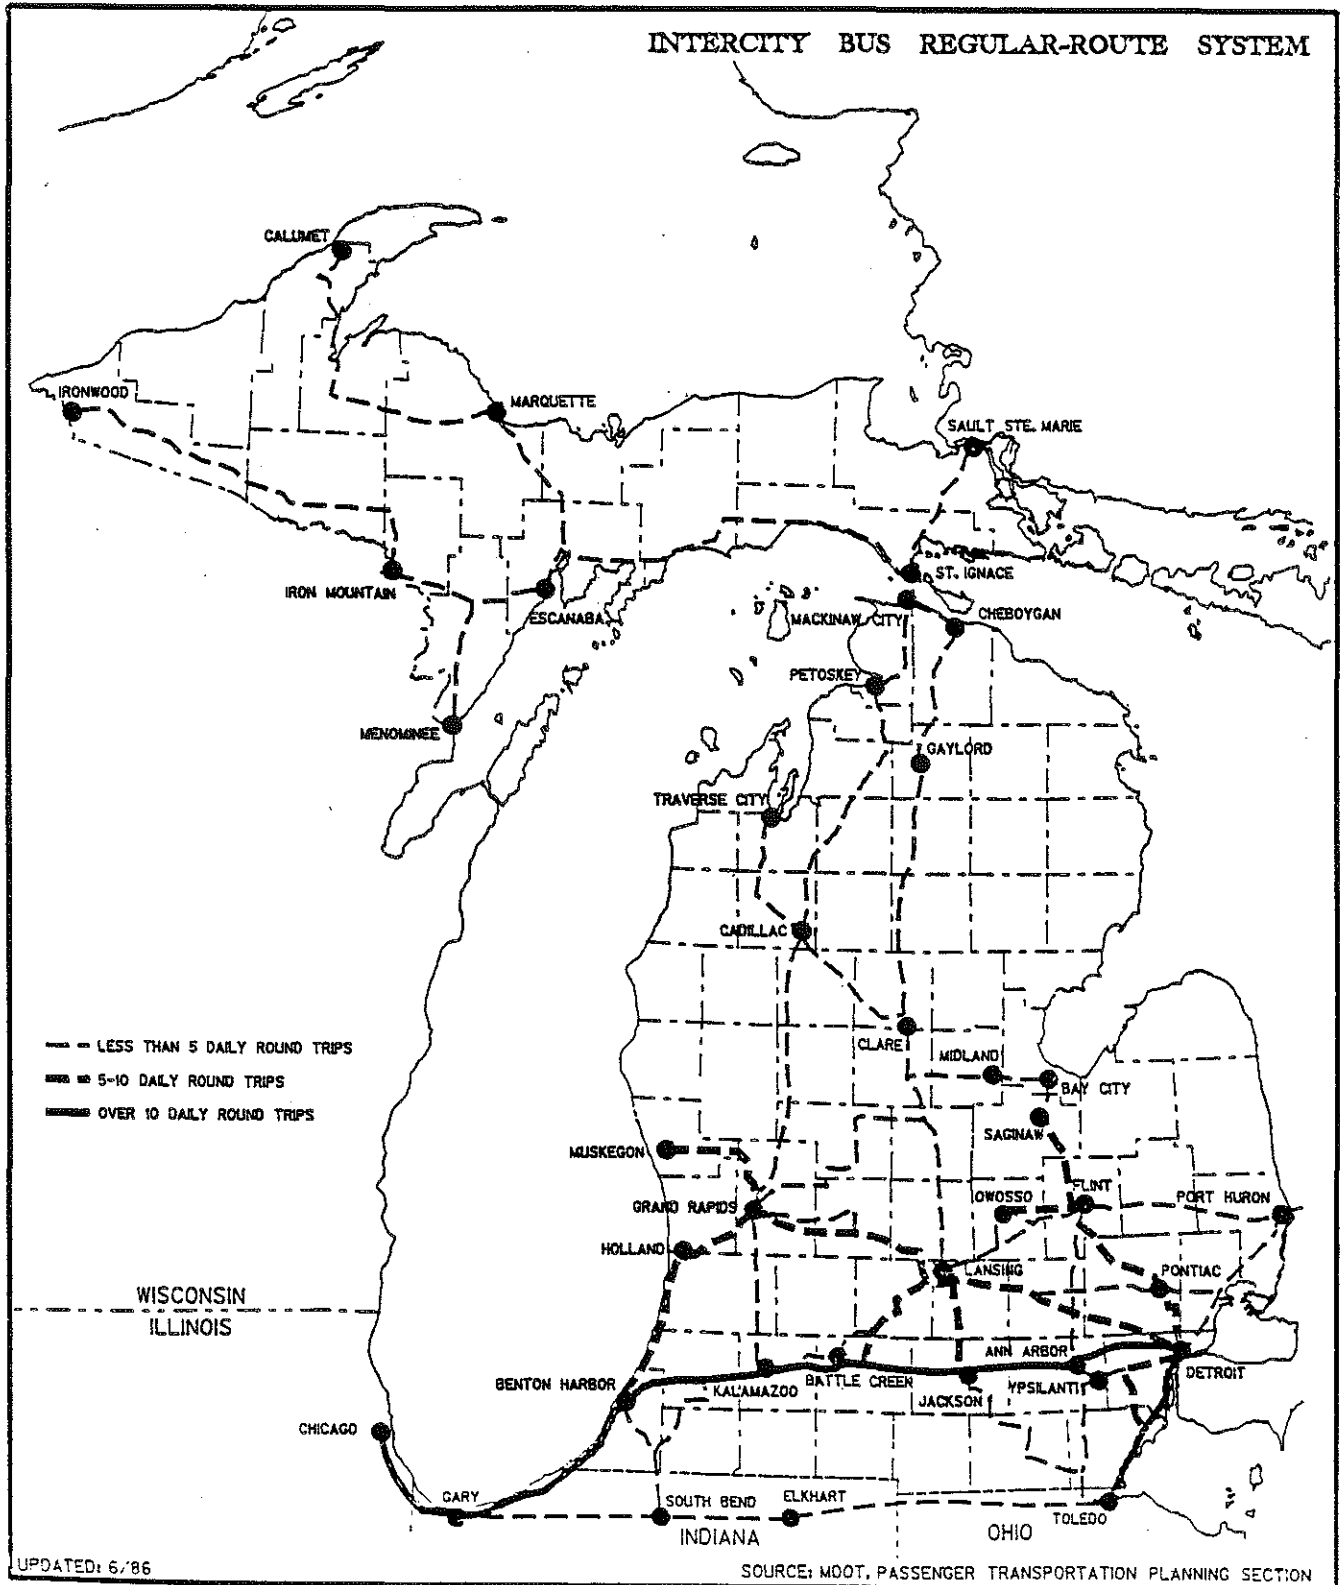 INTERCITY BUS REGULAR-ROUTE SYSTEM
CALUMET
IRONWOOD
MARQUETTE
SAULT STE. MARIE
IRON MOUNTAIN
ESCANABA
ST. IGNACE
MACKINAW CITY
CHEBOYGAN
PETOSKEY
MENOMINEE
GAYLORD
TRAVERSE CITY
CADILLAC
LESS THAN 5 DAILY ROUND TRIPS
5-10 DAILY ROUND TRIPS
OVER 10 DAILY ROUND TRIPS
CLARE
MIDLAND
BAY CITY
SAGINAW
MUSKEGON
GRAND RAPIDS
OWOSSO
FLINT
PORT HURON
HOLLAND
LANSING
PONTIAC
WISCONSIN
ILLINOIS
ANN ARBOR
DETROIT
BENTON HARBOR
KALAMAZOO
BATTLE CREEK
JACKSON
YPSILANTI
CHICAGO
GARY
SOUTH BEND
ELKHART
TOLEDO
INDIANA
OHIO
UPDATED: 6/86
SOURCE: MDOT, PASSENGER TRANSPORTATION PLANNING SECTION